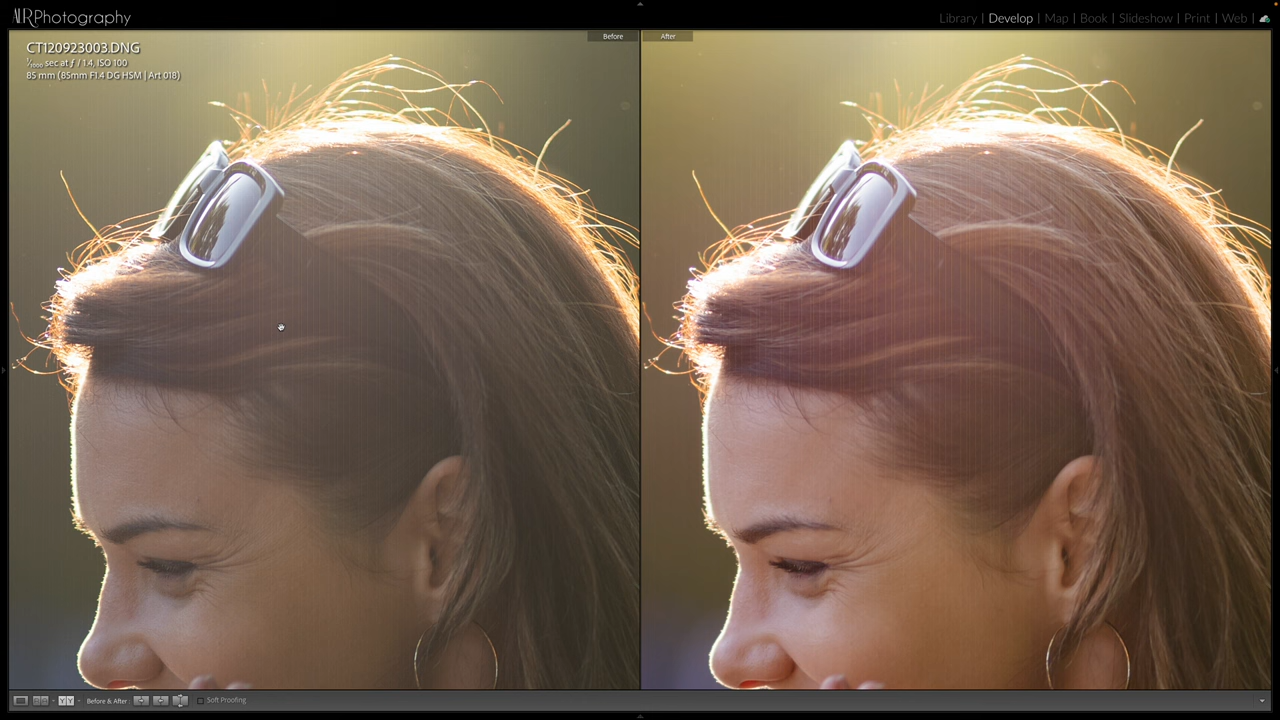 AIRPhotography
Library | Develop | Map | Book | Slideshow | Print | Web |
Before
After
CT120923003.DNG
1/1000 sec at ƒ / 1.4, ISO 100
85 mm (85mm F1.4 DG HSM | Art 018)
Before & After :
Soft Proofing